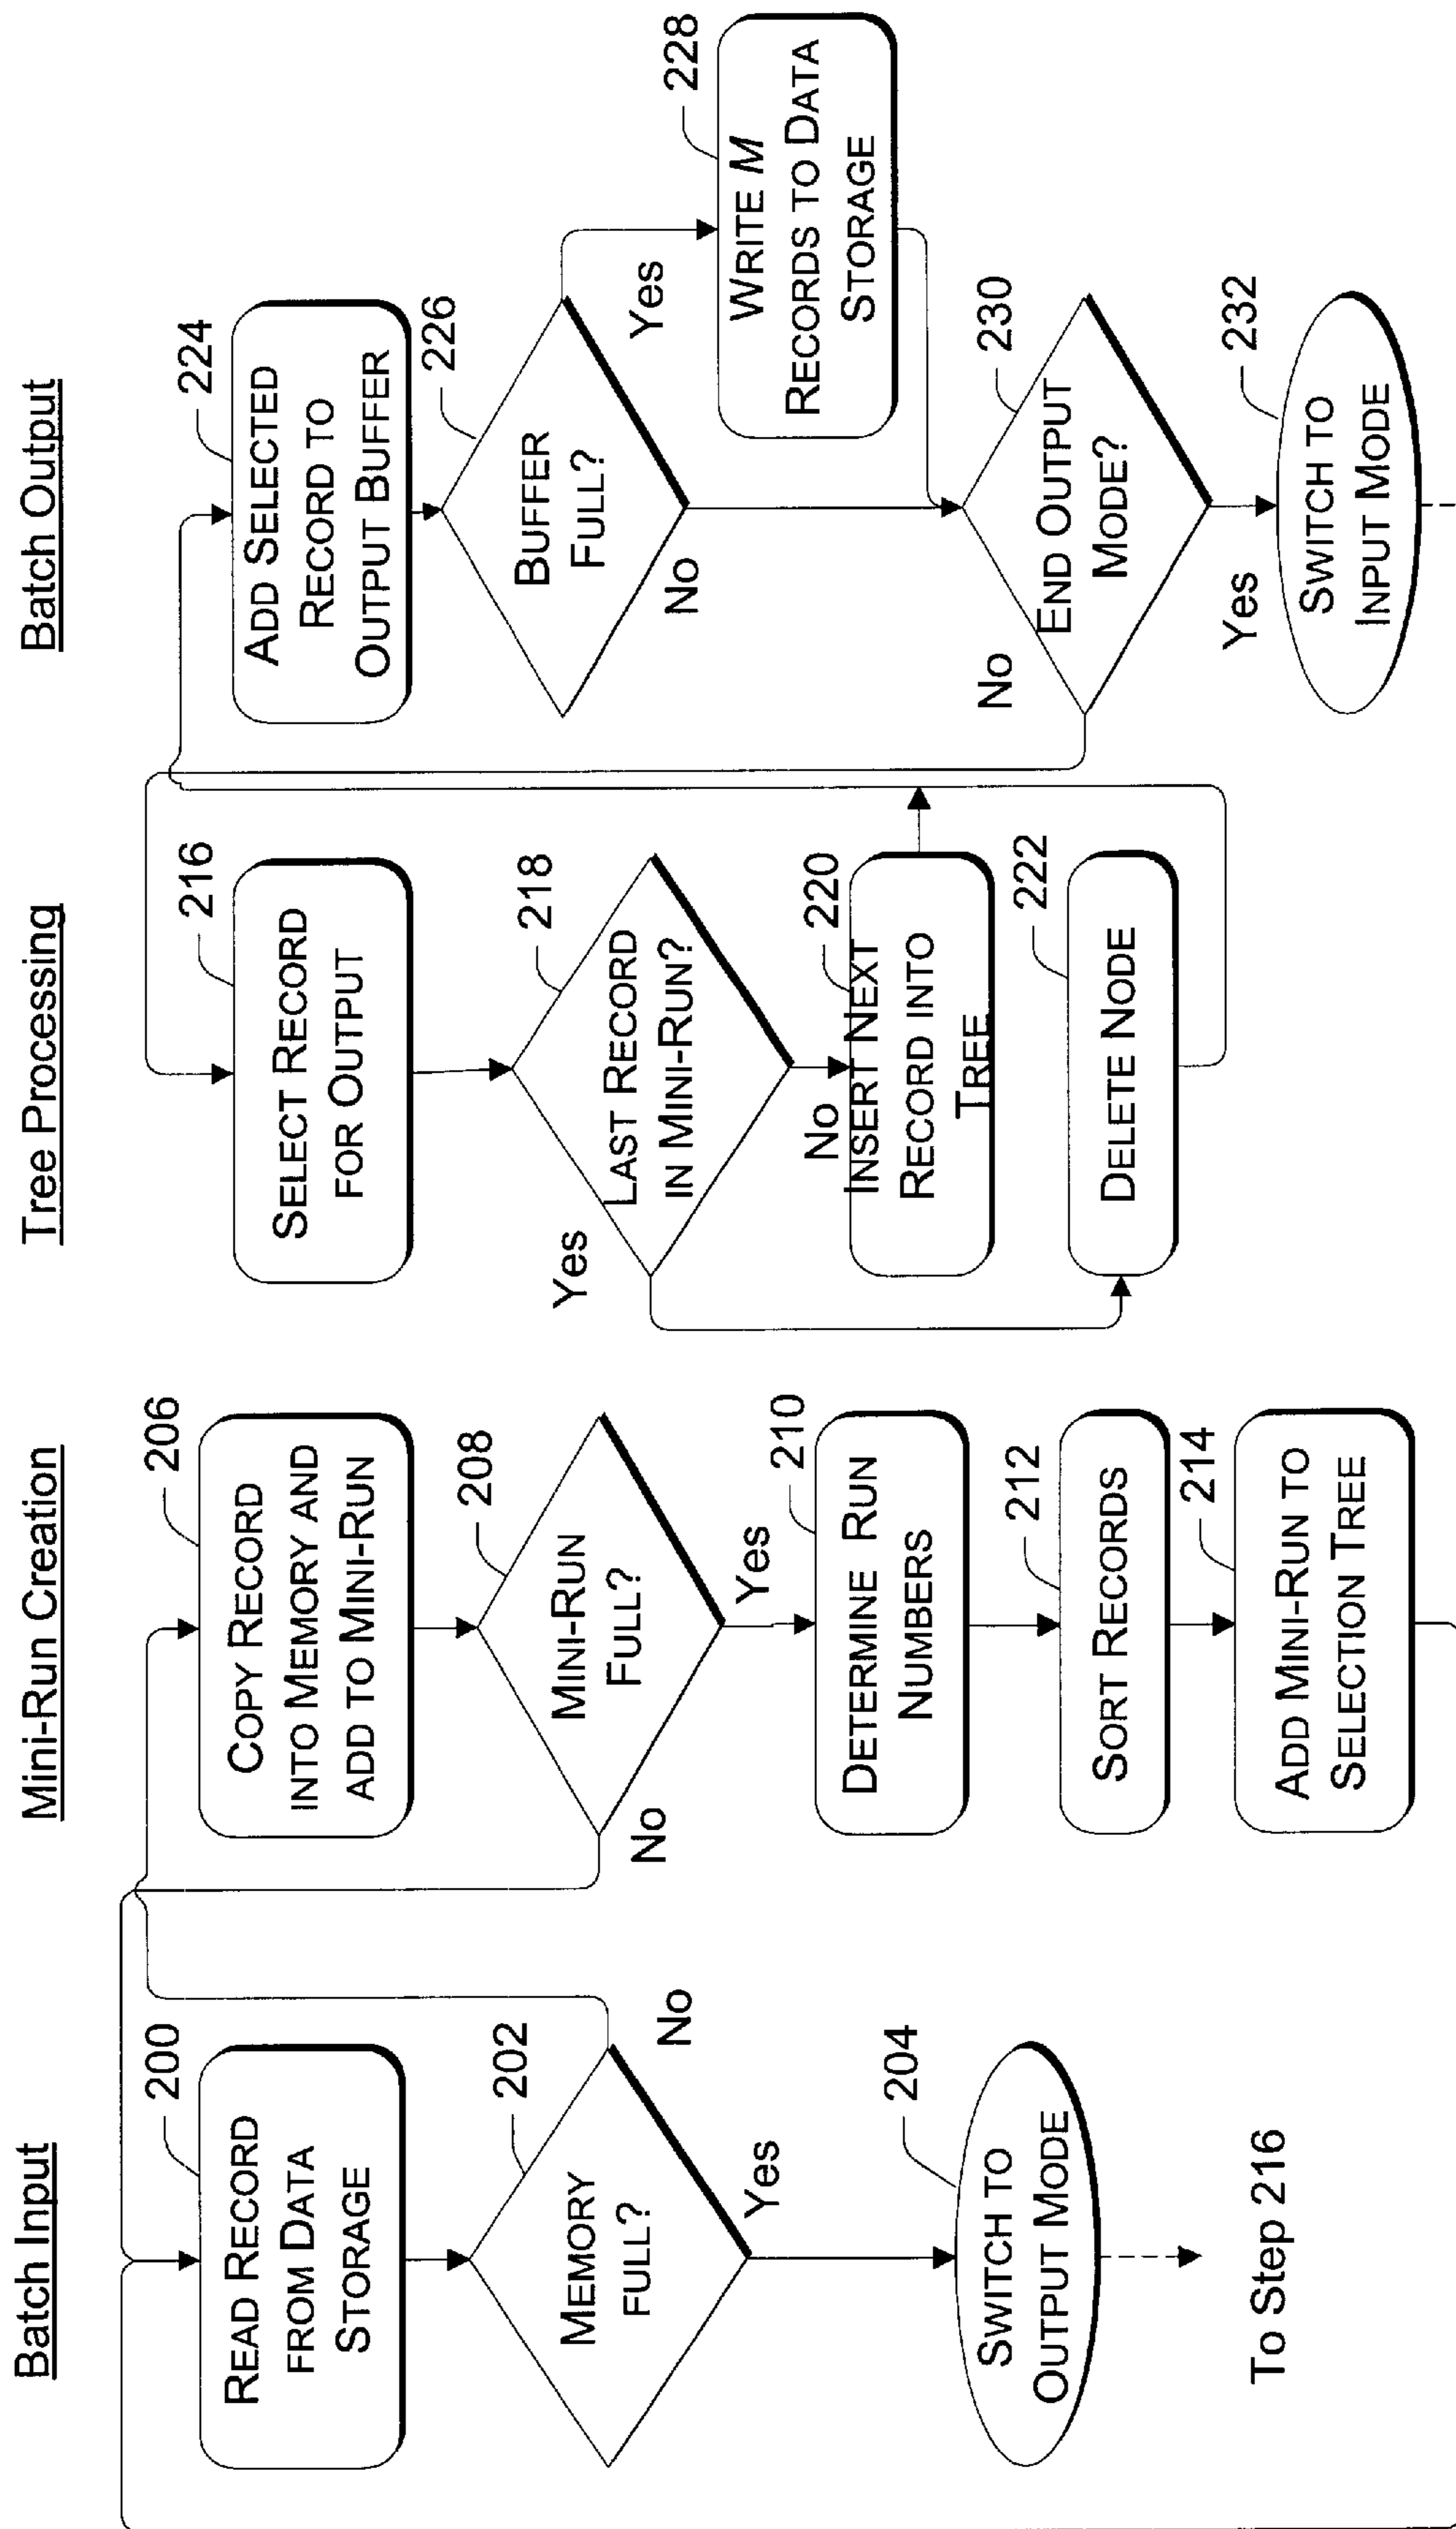 Batch Input
200
READ RECORD
FROM DATA
STORAGE
202
MEMORY
FULL?
No
Yes
204
SWITCH TO
OUTPUT MODE
To Step 216
Mini-Run Creation
206
COPY RECORD
INTO MEMORY AND
ADD TO MINI-RUN
208
MINI-RUN
FULL?
No
Yes
210
DETERMINE RUN
NUMBERS
212
SORT RECORDS
214
ADD MINI-RUN TO
SELECTION TREE
Tree Processing
216
SELECT RECORD
FOR OUTPUT
218
LAST RECORD
IN MINI-RUN?
Yes
No
220
INSERT NEXT
RECORD INTO
TREE
222
DELETE NODE
Batch Output
224
ADD SELECTED
RECORD TO
OUTPUT BUFFER
226
BUFFER
FULL?
Yes
No
228
WRITE M
RECORDS TO DATA
STORAGE
230
END OUTPUT
MODE?
No
Yes
232
SWITCH TO
INPUT MODE